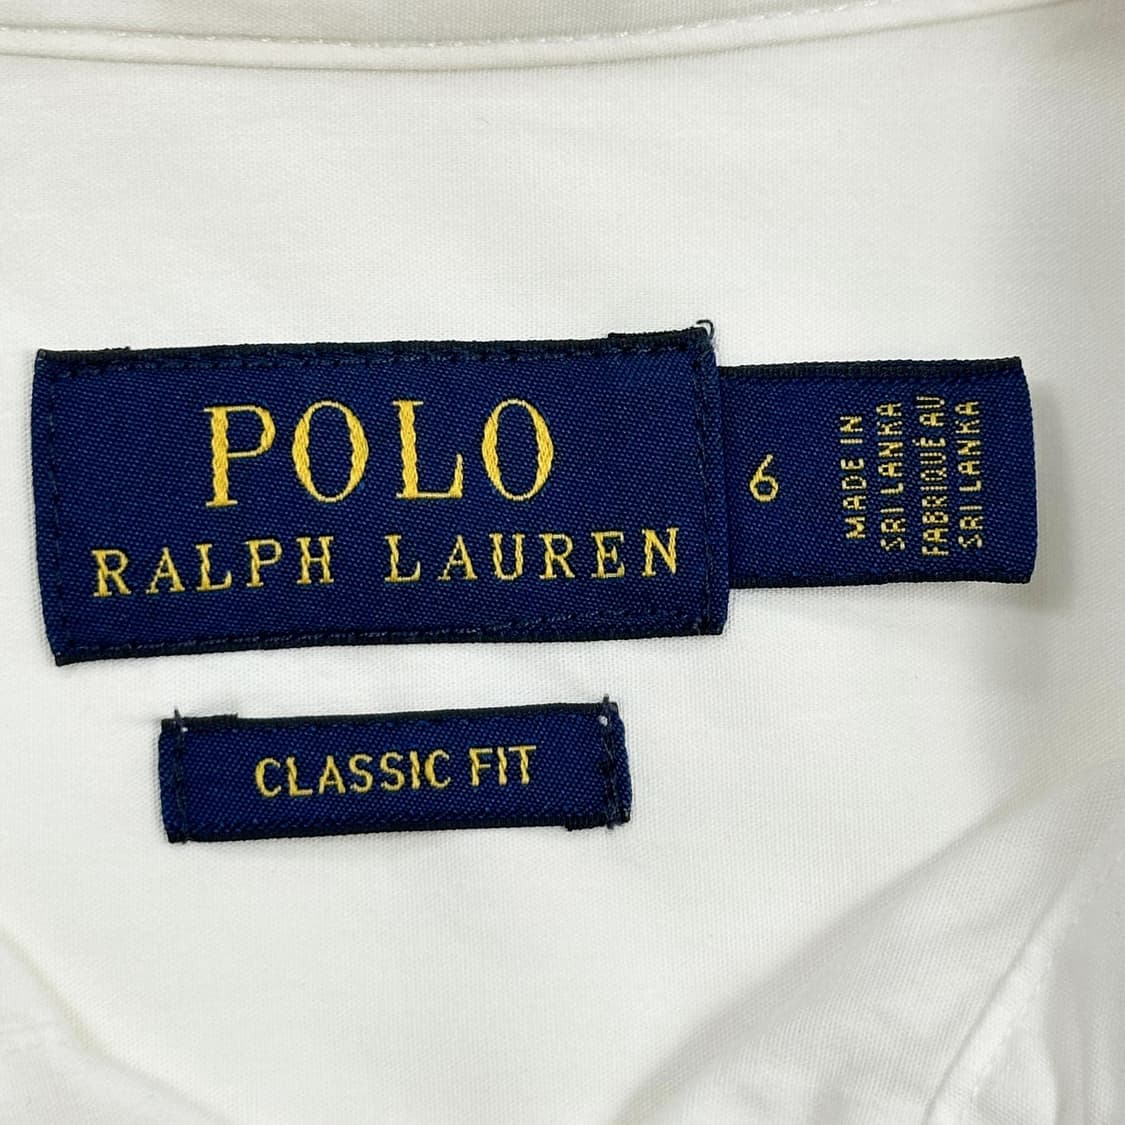 POLO
RALPH LAUREN
6
MADE IN
SRI LANKA
FABRIQUÉ AU
SRI LANKA
CLASSIC FIT